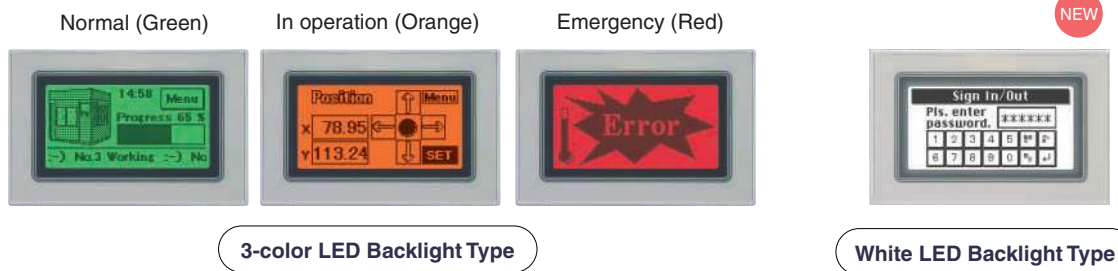 Normal (Green)
In operation (Orange)
Emergency (Red)
NEW
14:58 Menu
Progress 65 %
:-) No.3 Working :-) No
Position Menu
X 78.95
Y 113.24 SET
Error
Sign In/Out
Pls. enter
password. ******
1 2 3 4 5
6 7 8 9 0
3-color LED Backlight Type
White LED Backlight Type